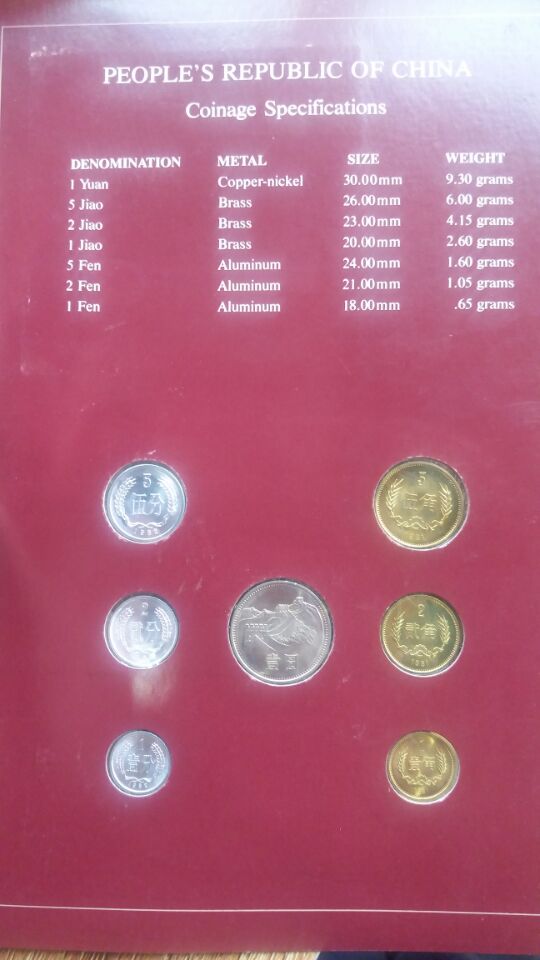 PEOPLE'S REPUBLIC OF CHINA
Coinage Specifications
DENOMINATION METAL SIZE WEIGHT
1 Yuan Copper-nickel 30.00mm 9.30 grams
5 Jiao Brass 26.00mm 6.00 grams
2 Jiao Brass 23.00mm 4.15 grams
1 Jiao Brass 20.00mm 2.60 grams
5 Fen Aluminum 24.00mm 1.60 grams
2 Fen Aluminum 21.00mm 1.05 grams
1 Fen Aluminum 18.00mm .65 grams
5
伍分
5
伍角
2
贰分
壹圆
2
贰角
1981
1
壹分
1
壹角